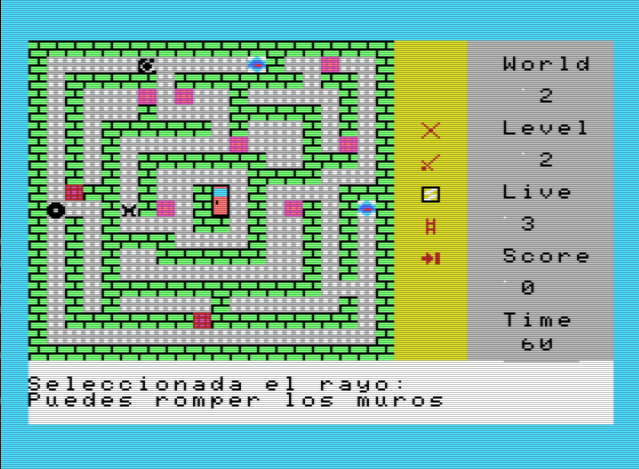 World
2
Level
2
Live
3
Score
0
Time
60
Seleccionada el rayo:
Puedes romper los muros